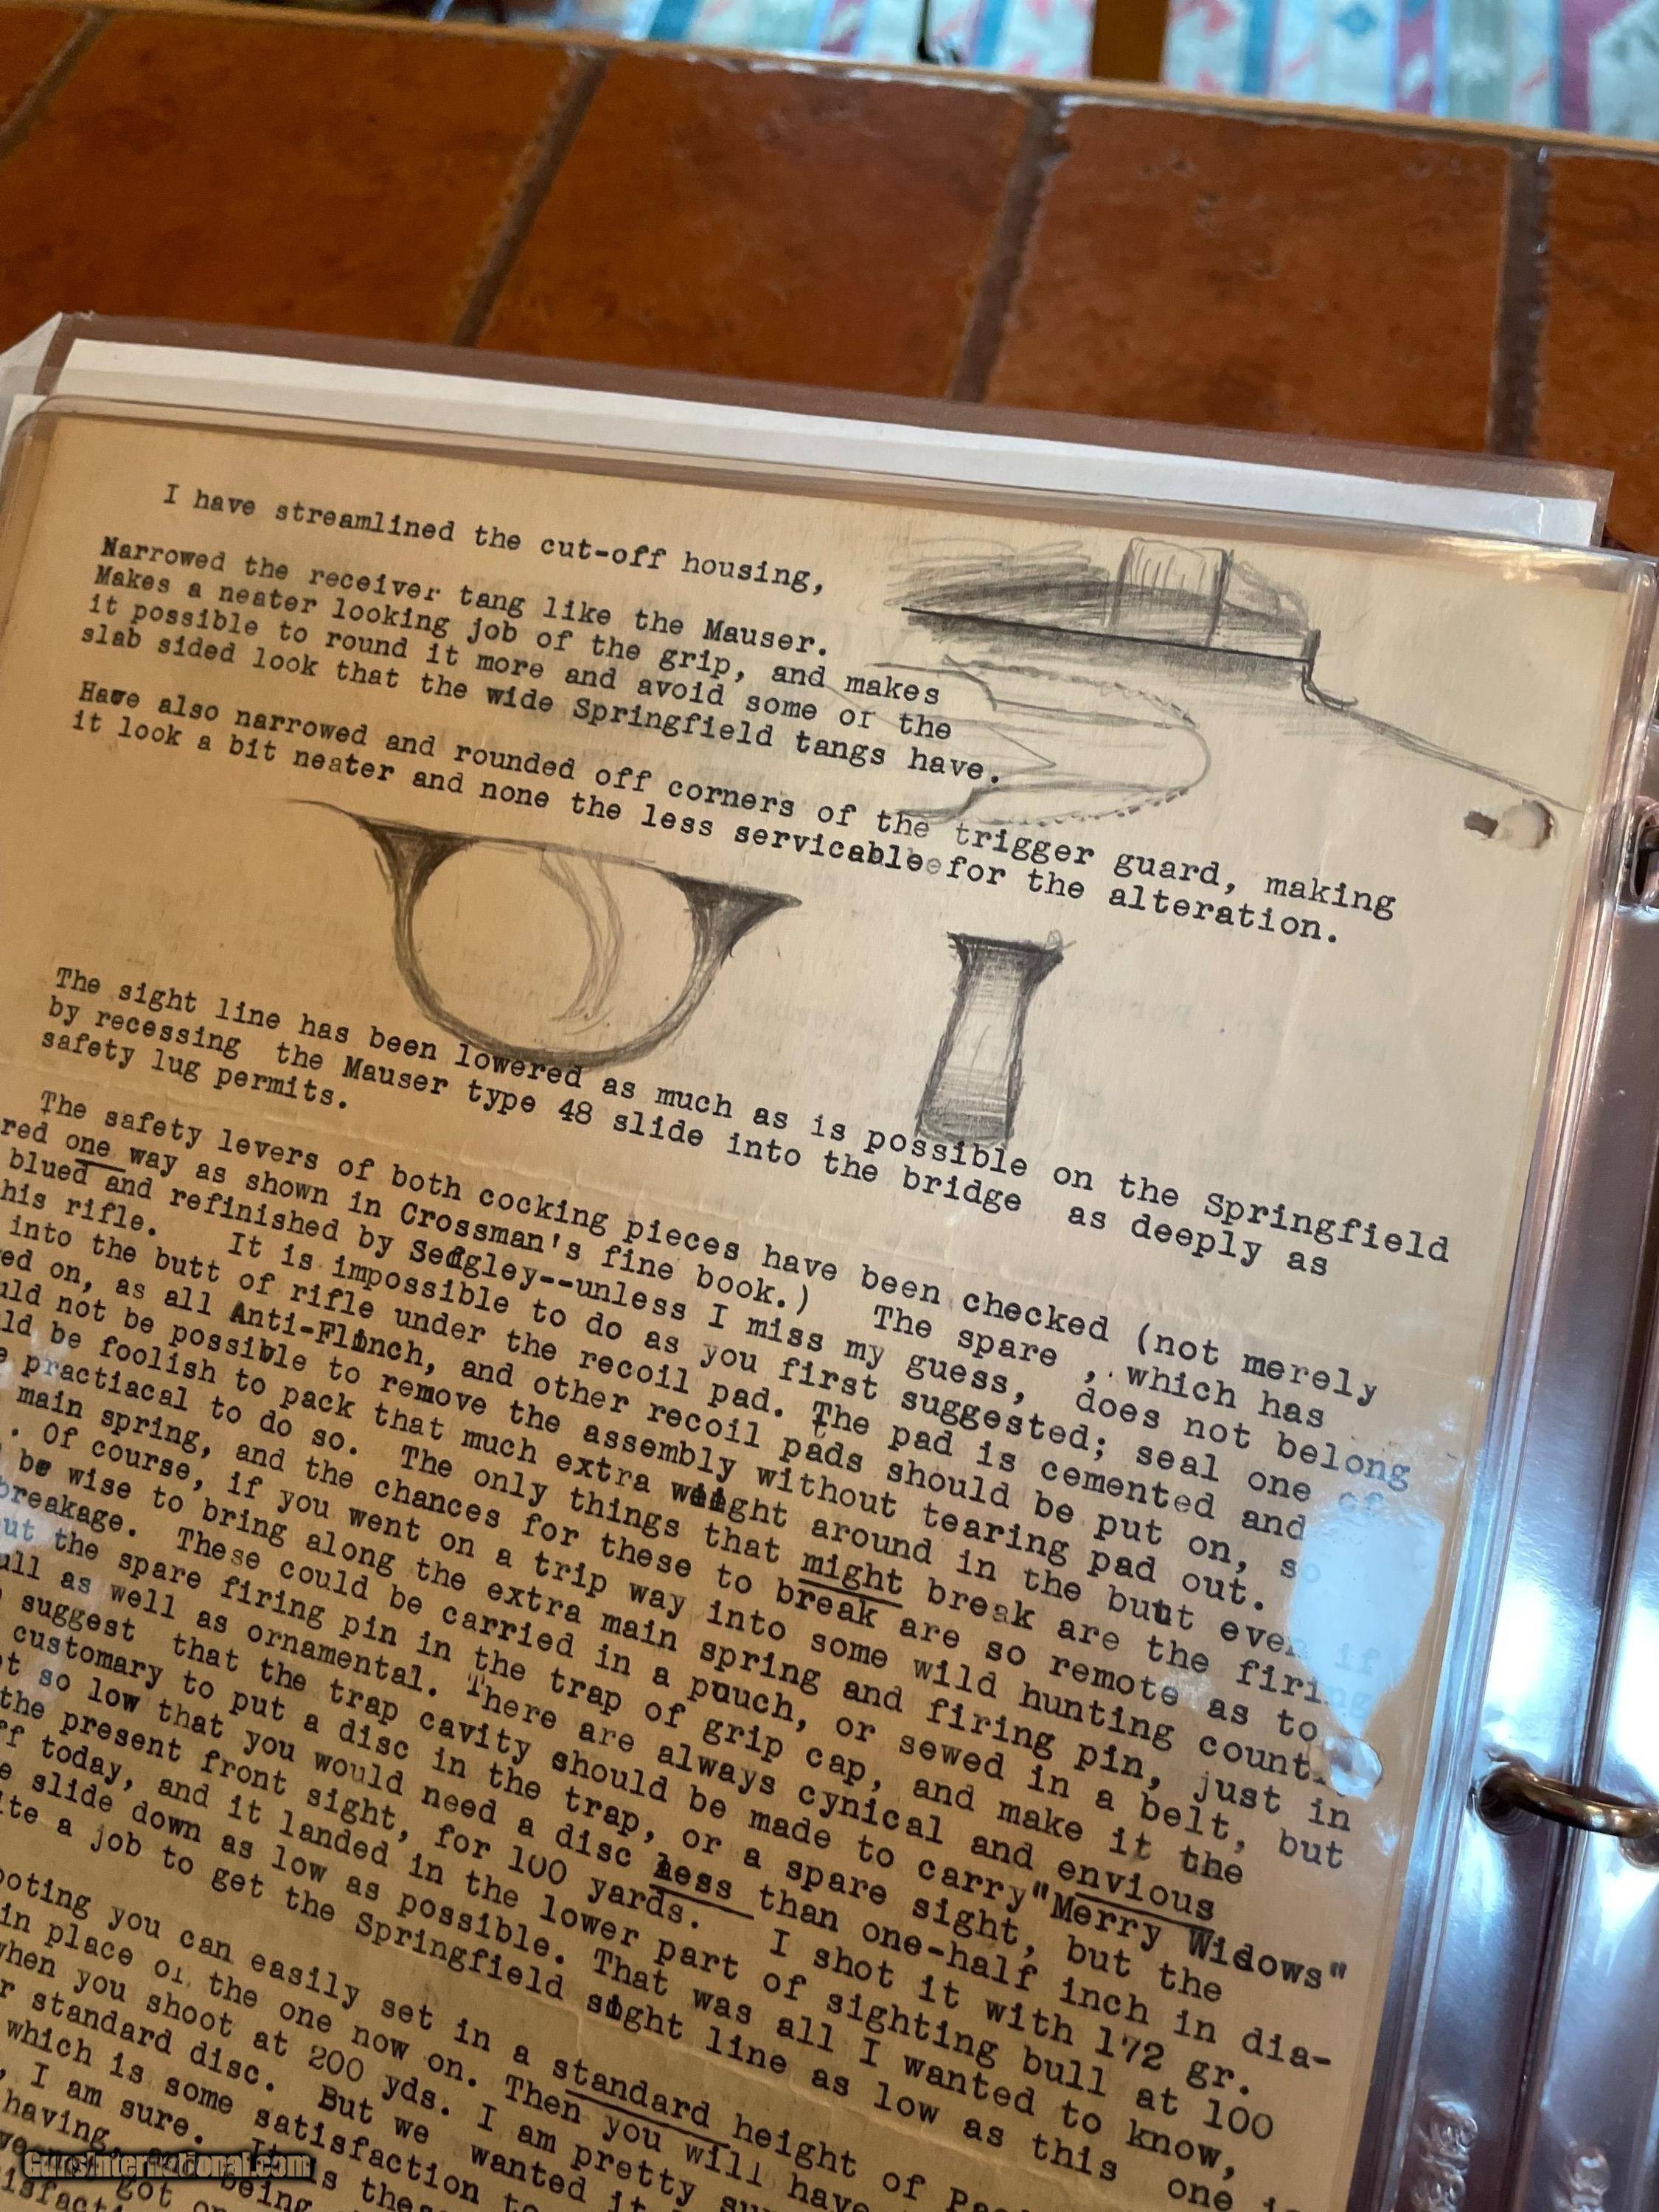 I have streamlined the cut-off housing,
Narrowed the receiver tang like the Mauser.
Makes a neater looking job of the grip, and makes
it possible to round it more and avoid some of the
slab sided look that the wide Springfield tangs have.
Have also narrowed and rounded off corners of the trigger guard, making
it look a bit neater and none the less servicable for the alteration.
The sight line has been lowered as much as is possible on the Springfield
by recessing the Mauser type 48 slide into the bridge as deeply as
safety lug permits.
The safety levers of both cocking pieces have been checked (not merely
red one way as shown in Crossman's fine book.) The spare , which has
blued and refinished by Sedgley--unless I miss my guess, does not belong
his rifle. It is impossible to do as you first suggested; seal one of
into the butt of rifle under the recoil pad. The pad is cemented and
ed on, as all Anti-Flinch, and other recoil pads should be put on, so
uld not be possible to remove the assembly without tearing pad out.
ld be foolish to pack that much extra weight around in the butt even if
e practiacal to do so. The only things that might break are the firing
main spring, and the chances for these to break are so remote as to
. Of course, if you went on a trip way into some wild hunting
be wise to bring along the extra main spring and firing pin, just in
breakage. These could be carried in a pouch, or sewed in a belt, but
ut the spare firing pin in the trap of grip cap, and make it the
ull as well as ornamental. There are always cynical and envious
suggest that the trap cavity should be made to carry "Merry Widows"
customary to put a disc in the trap, or a spare sight, but the
t so low that you would need a disc less than one-half inch in dia-
the present front sight, for 100 yards. I shot it with 172 gr.
ff today, and it landed in the lower part of sighting bull at 100
e slide down as low as possible. That was all I wanted to know,
ite a job to get the Springfield sight line as low as this one is
ooting you can easily set in a standard height of
in place of the one now on. Then you will have
when you shoot at 200 yds. I am pretty
r standard disc. But we wanted it
which is some satisfaction to
, I am sure. It is
having being
got
GunsInternational.com